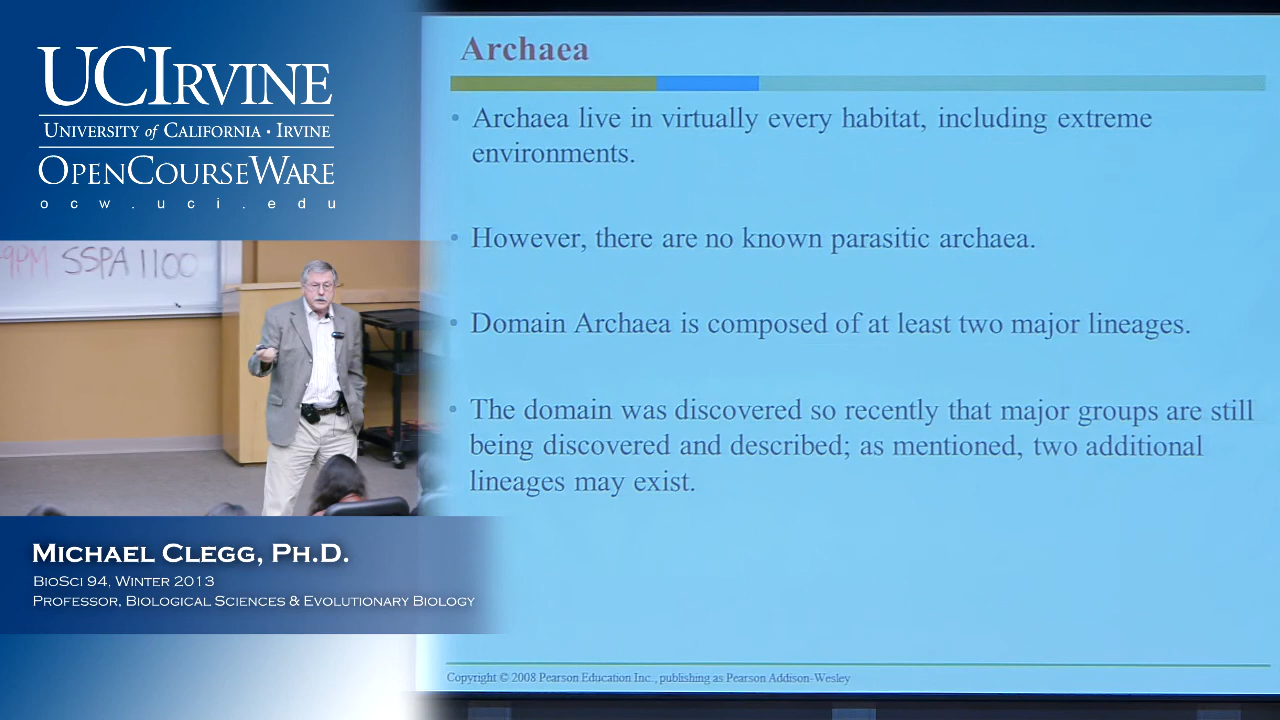 UCIRVINE
UNIVERSITY of CALIFORNIA · IRVINE
OPENCOURSEWARE
ocw.uci.edu
9PM SSPA 1100
MICHAEL CLEGG, PH.D.
BIOSCI 94, WINTER 2013
PROFESSOR, BIOLOGICAL SCIENCES & EVOLUTIONARY BIOLOGY
Archaea
• Archaea live in virtually every habitat, including extreme
environments.
• However, there are no known parasitic archaea.
• Domain Archaea is composed of at least two major lineages.
• The domain was discovered so recently that major groups are still
being discovered and described; as mentioned, two additional
lineages may exist.
Copyright © 2008 Pearson Education Inc., publishing as Pearson Addison-Wesley